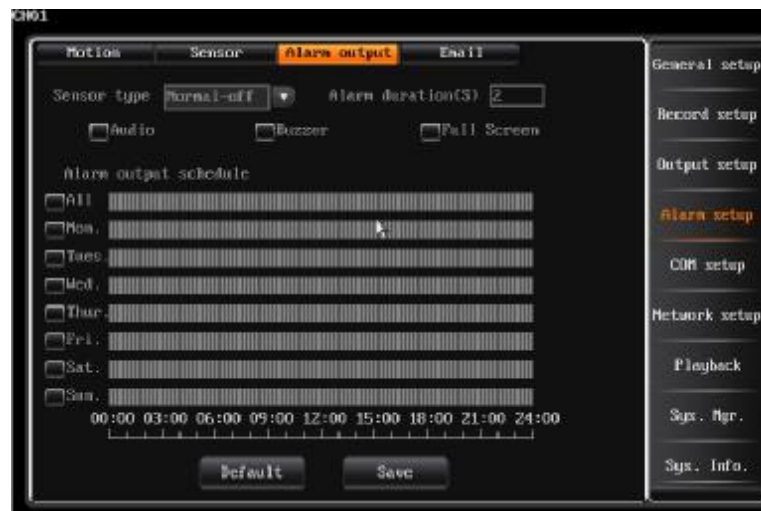 CH01
Motion Sensor Alarm output Email
Sensor type Normal-off Alarm duration(S) 2
Audio Buzzer Full Screen
Alarm output schedule
All
Mon.
Tues.
Wed.
Thur.
Fri.
Sat.
Sun.
00:00 03:00 06:00 09:00 12:00 15:00 18:00 21:00 24:00
Default Save
General setup
Record setup
Output setup
Alarm setup
COM setup
Network setup
Playback
Sys. Mgr.
Sys. Info.